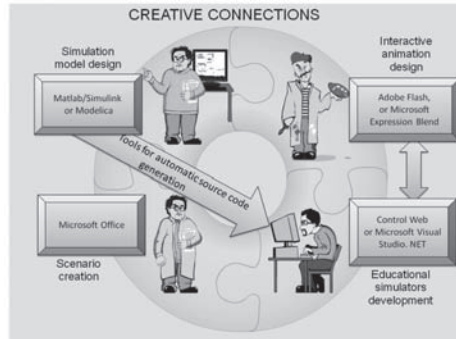 CREATIVE CONNECTIONS
Simulation
model design
Matlab/Simulink
or Modelica
Interactive
animation
design
Adobe Flash,
or Microsoft
Expression Blend
Tools for automatic source code
generation
Microsoft Office
Scenario
creation
Control Web
or Microsoft Visual
Studio. NET
Educational
simulators
development